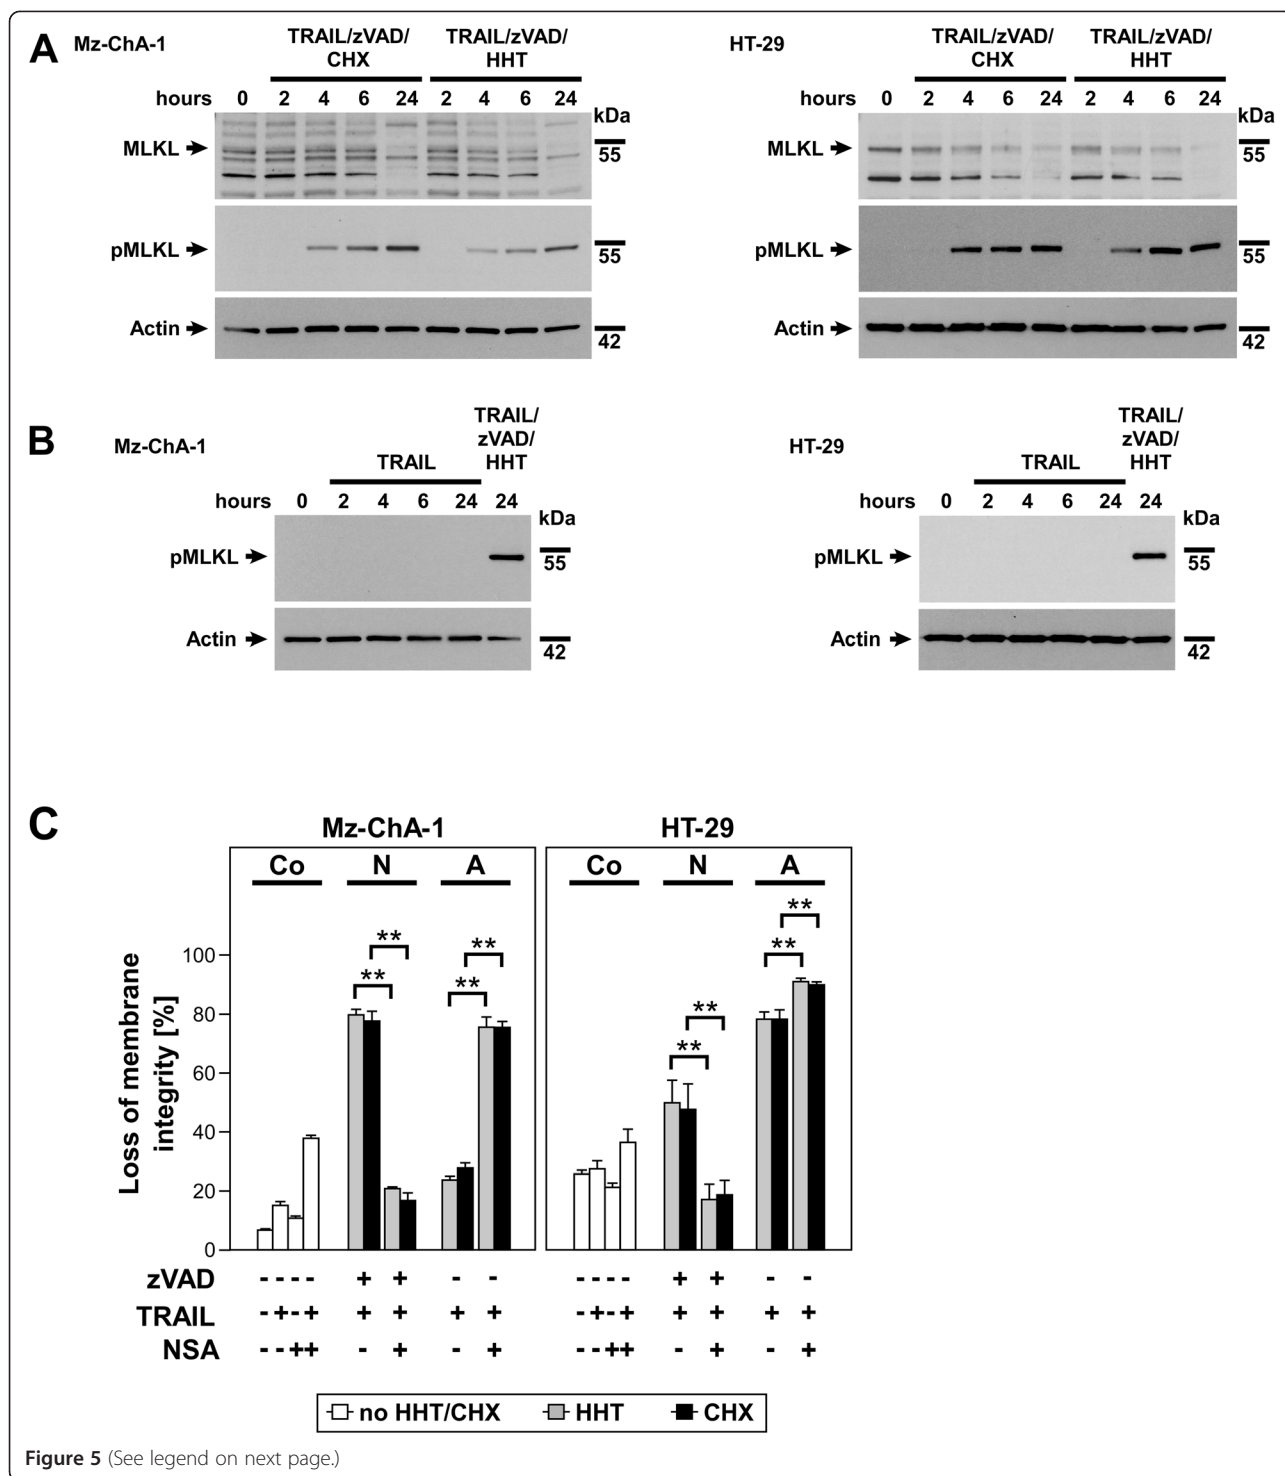 A Mz-ChA-1 TRAIL/zVAD/ CHX TRAIL/zVAD/ HHT HT-29 TRAIL/zVAD/ CHX TRAIL/zVAD/ HHT
hours 0 2 4 6 24 2 4 6 24 kDa hours 0 2 4 6 24 2 4 6 24 kDa
MLKL 55 MLKL 55
pMLKL 55 pMLKL 55
Actin 42 Actin 42
B Mz-ChA-1 TRAIL TRAIL/ zVAD/ HHT HT-29 TRAIL TRAIL/ zVAD/ HHT
hours 0 2 4 6 24 24 kDa hours 0 2 4 6 24 24 kDa
pMLKL 55 pMLKL 55
Actin 42 Actin 42
C
Mz-ChA-1 HT-29
Co N A Co N A
** ** ** ** ** ** ** **
Loss of membrane
integrity [%]
100
80
60
40
20
0
zVAD - - - - + + - - - - - - + + - -
TRAIL - + - + + + + + - + - + + + + +
NSA - - + + - + - + - - + + - + - +
no HHT/CHX HHT CHX
Figure 5 (See legend on next page.)